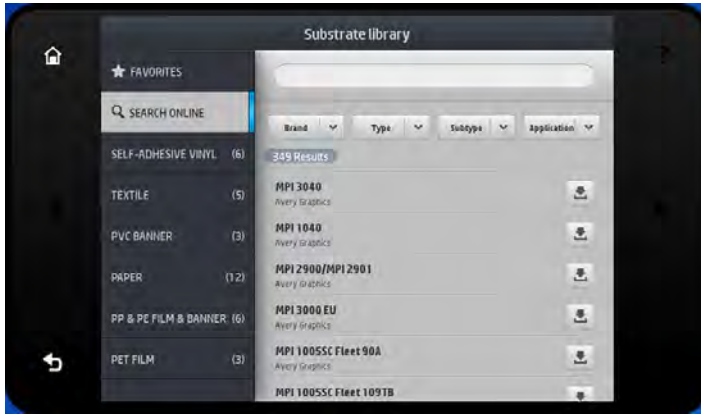 Substrate library
FAVORITES
SEARCH ONLINE
Brand Type Subtype Application
349 Results
SELF-ADHESIVE VINYL (6)
TEXTILE (5)
PVC BANNER (3)
PAPER (12)
PP & PE FILM & BANNER (6)
PET FILM (3)
MPI 3040
Avery Graphics
MPI 1040
Avery Graphics
MPI 2900/MPI 2901
Avery Graphics
MPI 3000 EU
Avery Graphics
MPI 1005SC Fleet 90A
Avery Graphics
MPI 1005SC Fleet 109TB